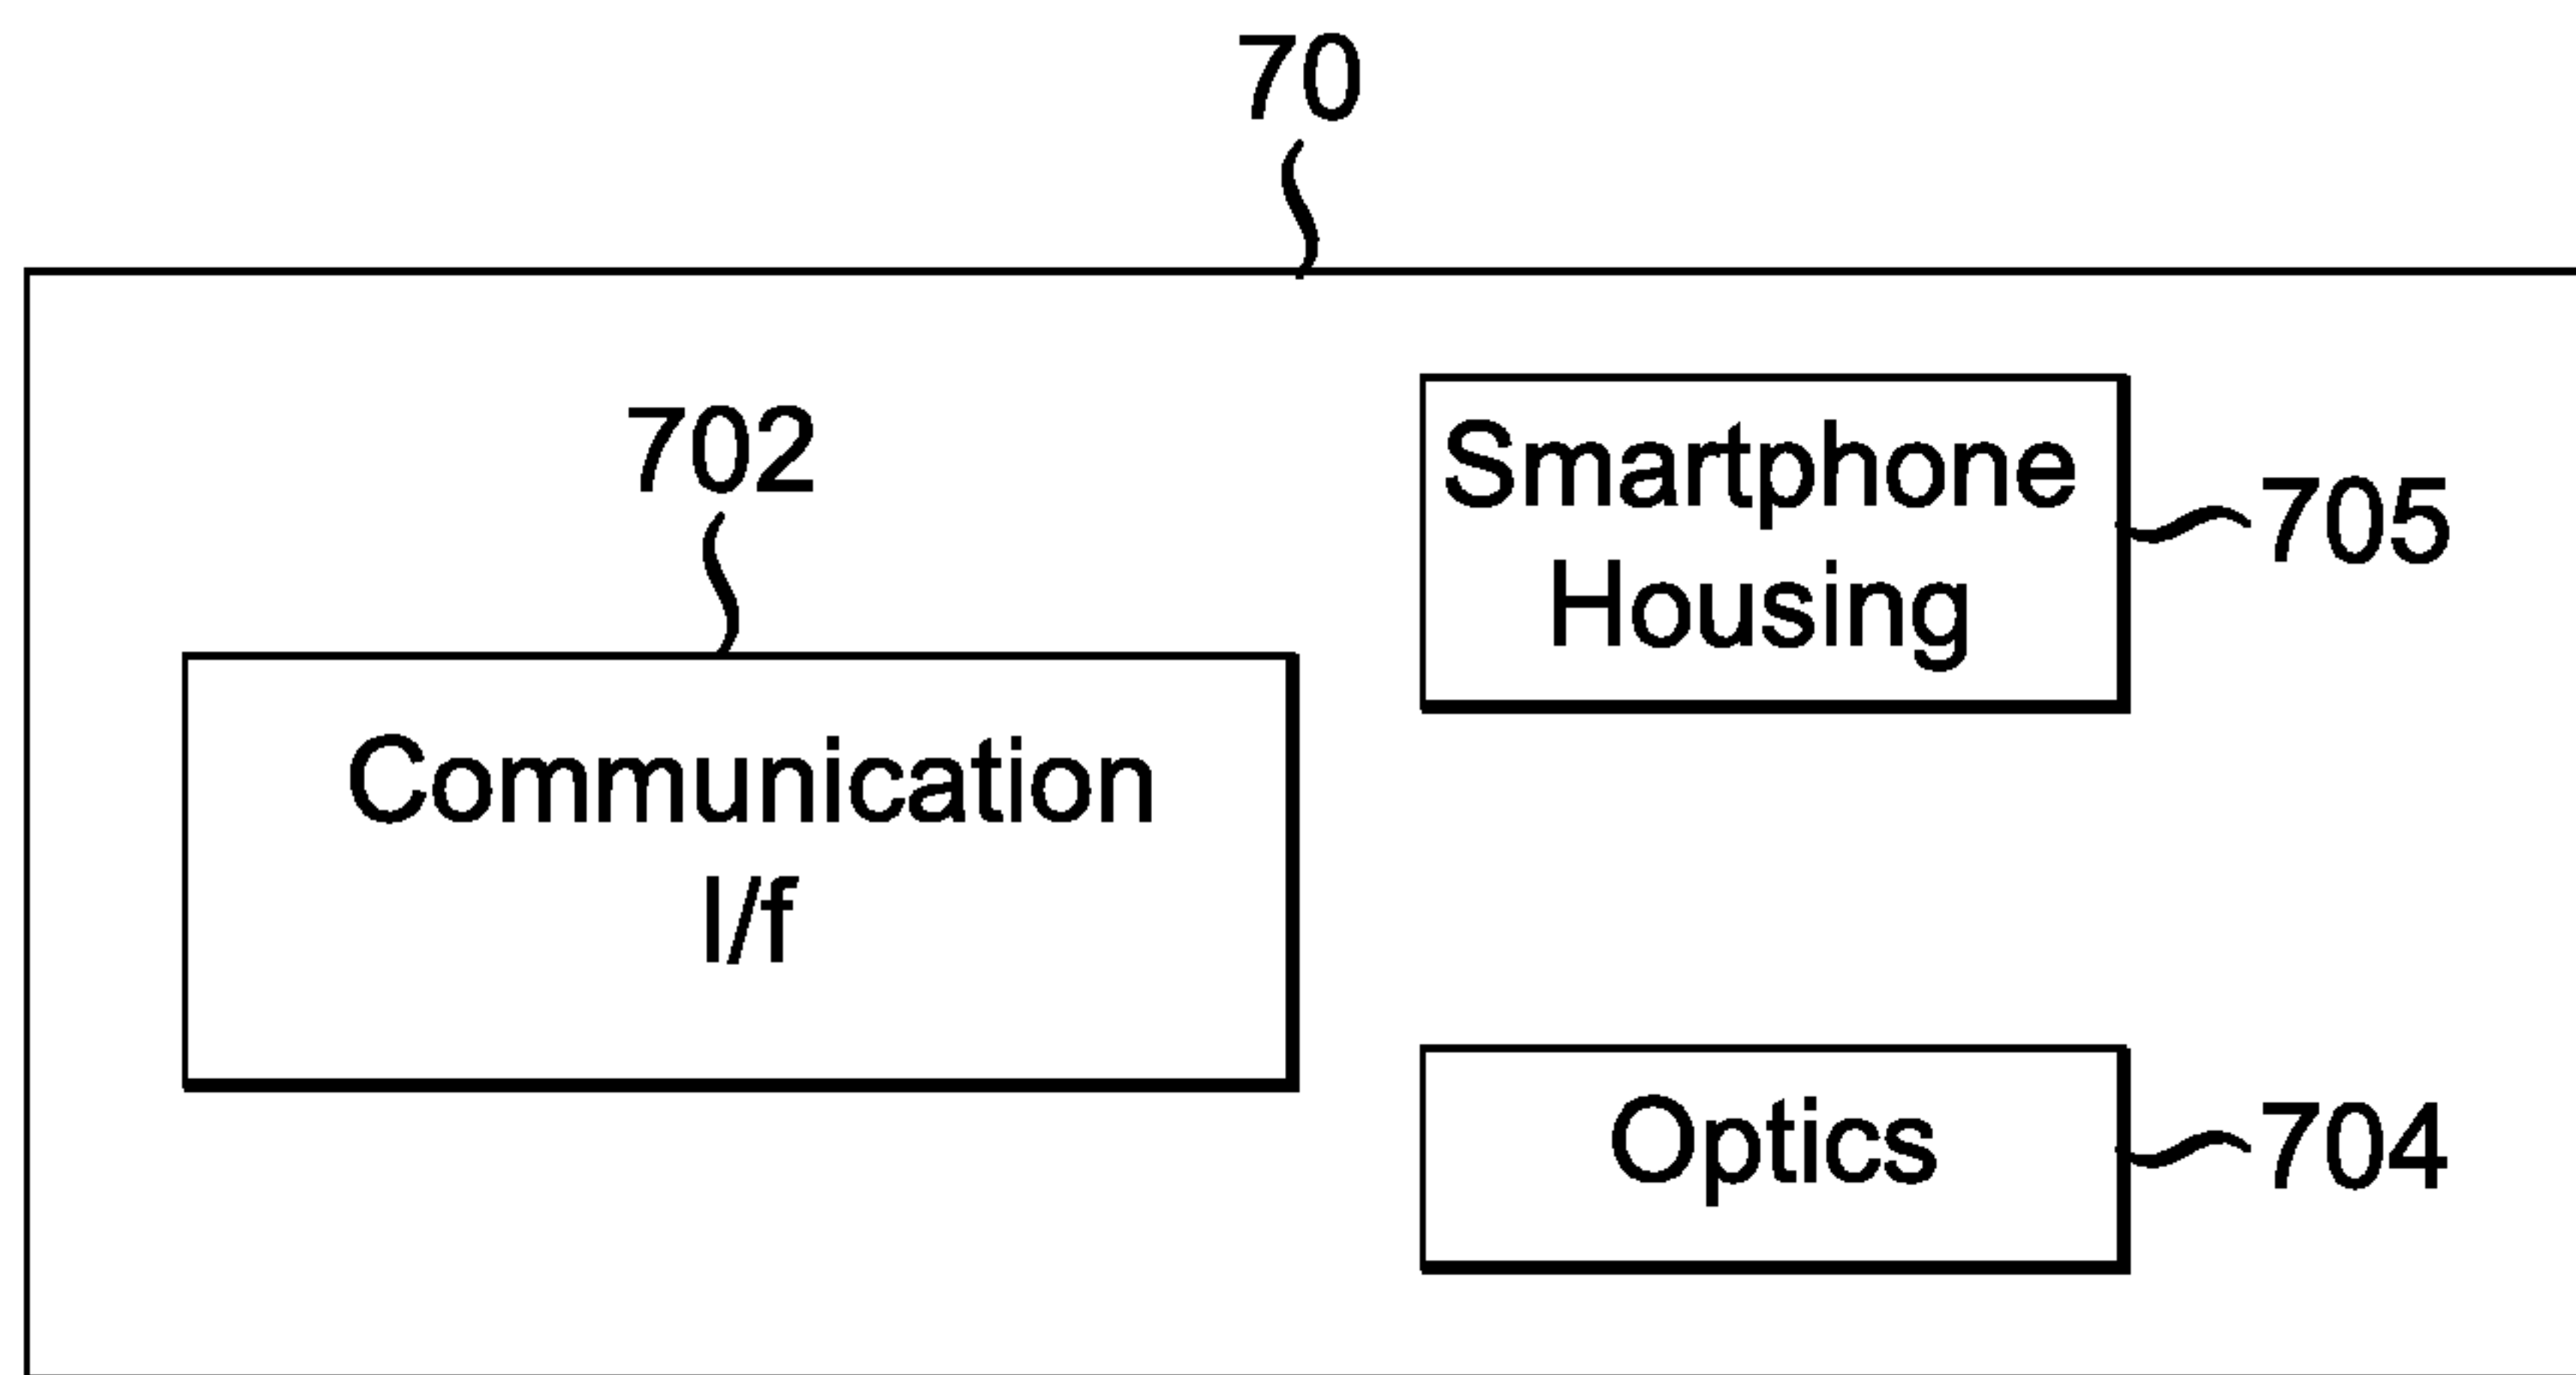 70
702
Smartphone
Housing
705
Communication
I/f
Optics
704